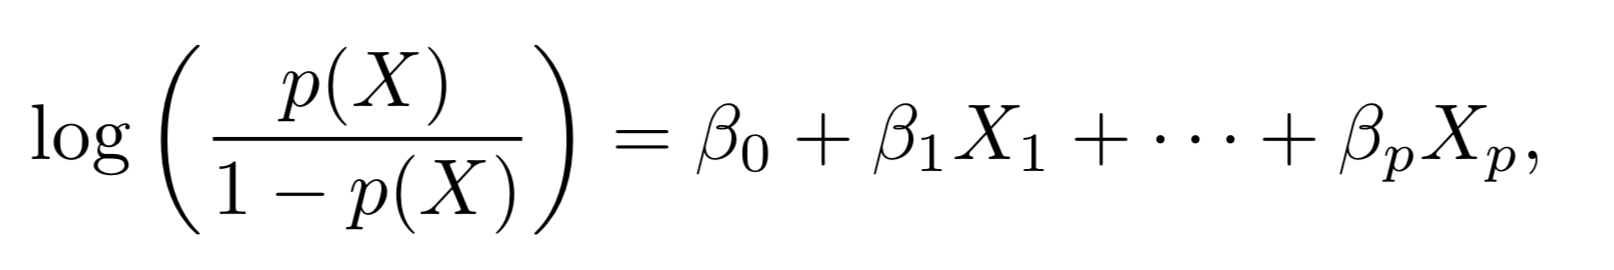 log ( p(X) / (1 − p(X)) ) = β₀ + β₁X₁ + ⋯ + βₚXₚ,